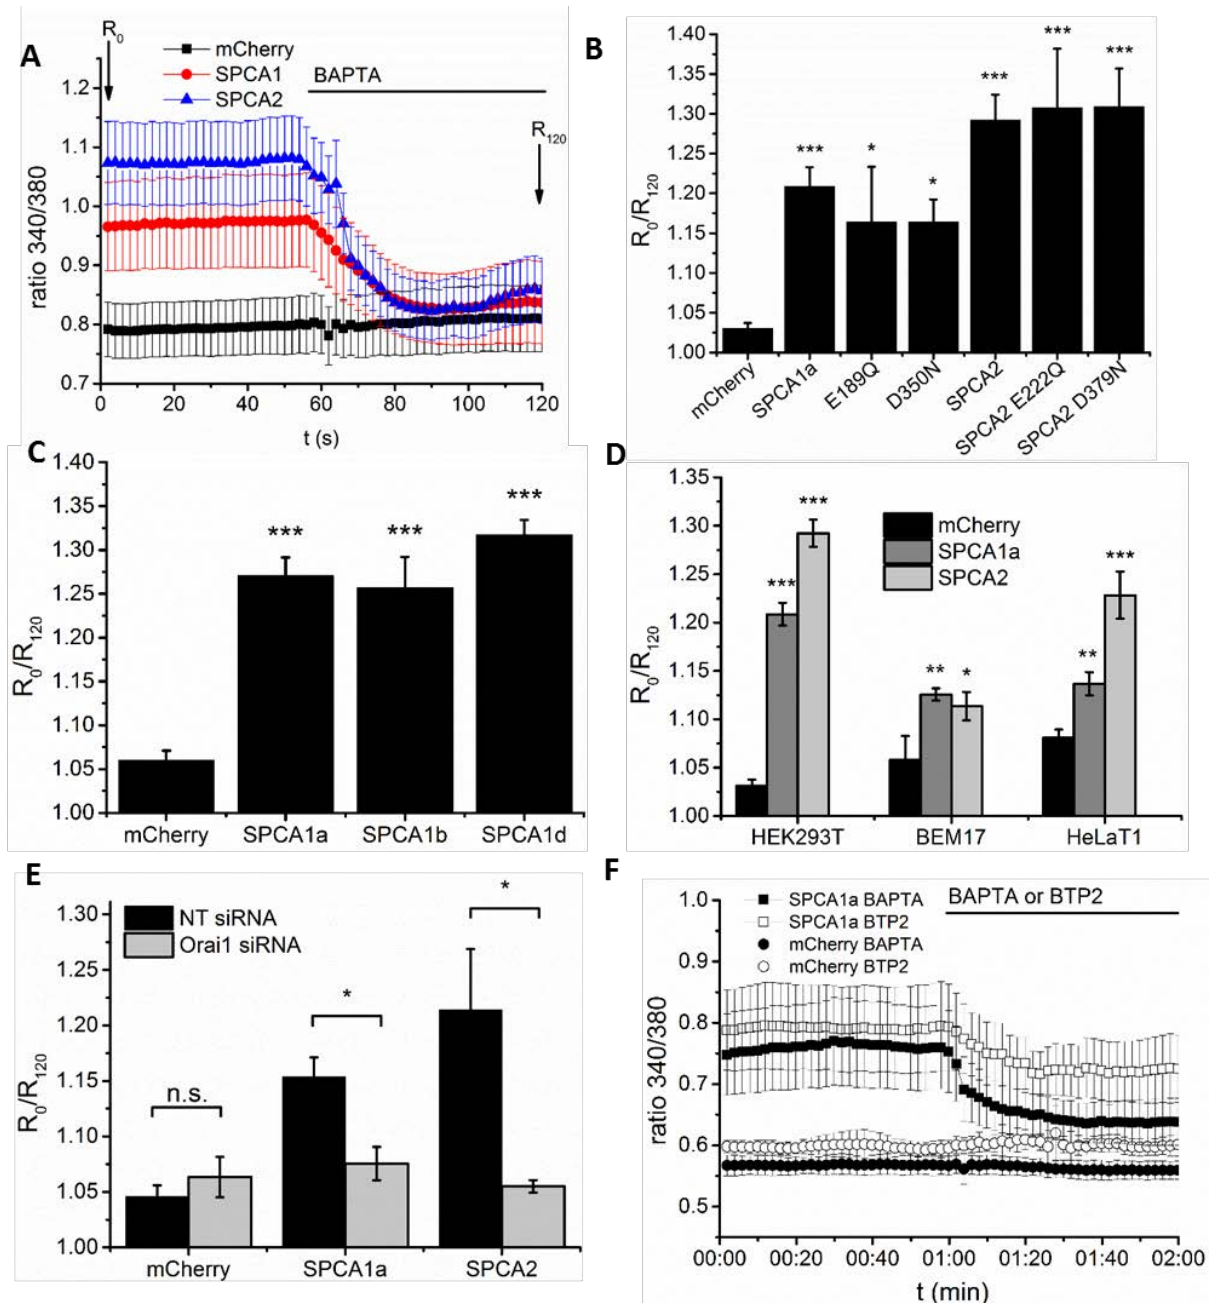 A
R0
mCherry
SPCA1
SPCA2
BAPTA
R120
1.2
1.1
1.0
0.9
0.8
0.7
ratio 340/380
0 20 40 60 80 100 120
t (s)
B
1.40
1.35
1.30
1.25
1.20
1.15
1.10
1.05
1.00
R0/R120
*** * * *** *** ***
mCherry
SPCA1a
E189Q
D350N
SPCA2
SPCA2 E222Q
SPCA2 D379N
C
1.40
1.35
1.30
1.25
1.20
1.15
1.10
1.05
1.00
R0/R120
*** *** ***
mCherry SPCA1a SPCA1b SPCA1d
D
1.40
1.35
1.30
1.25
1.20
1.15
1.10
1.05
1.00
R0/R120
mCherry
SPCA1a
SPCA2
*** *** ** * ** ***
HEK293T BEM17 HeLaT1
E
NT siRNA
Orai1 siRNA
1.30
1.25
1.20
1.15
1.10
1.05
1.00
R0/R120
n.s. * *
mCherry SPCA1a SPCA2
F
SPCA1a BAPTA
SPCA1a BTP2
mCherry BAPTA
mCherry BTP2
BAPTA or BTP2
1.0
0.9
0.8
0.7
0.6
0.5
ratio 340/380
00:00 00:20 00:40 01:00 01:20 01:40 02:00
t (min)